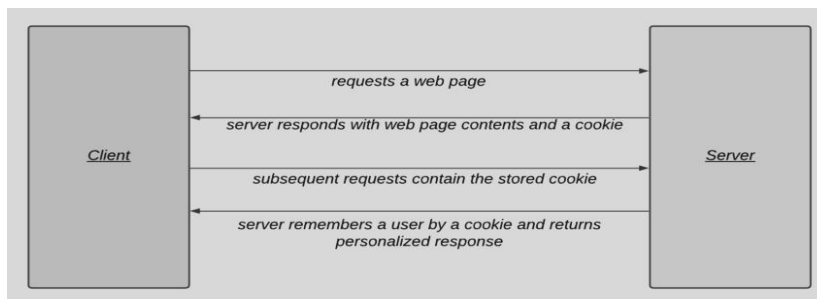 requests a web page
server responds with web page contents and a cookie
Client
Server
subsequent requests contain the stored cookie
server remembers a user by a cookie and returns
personalized response